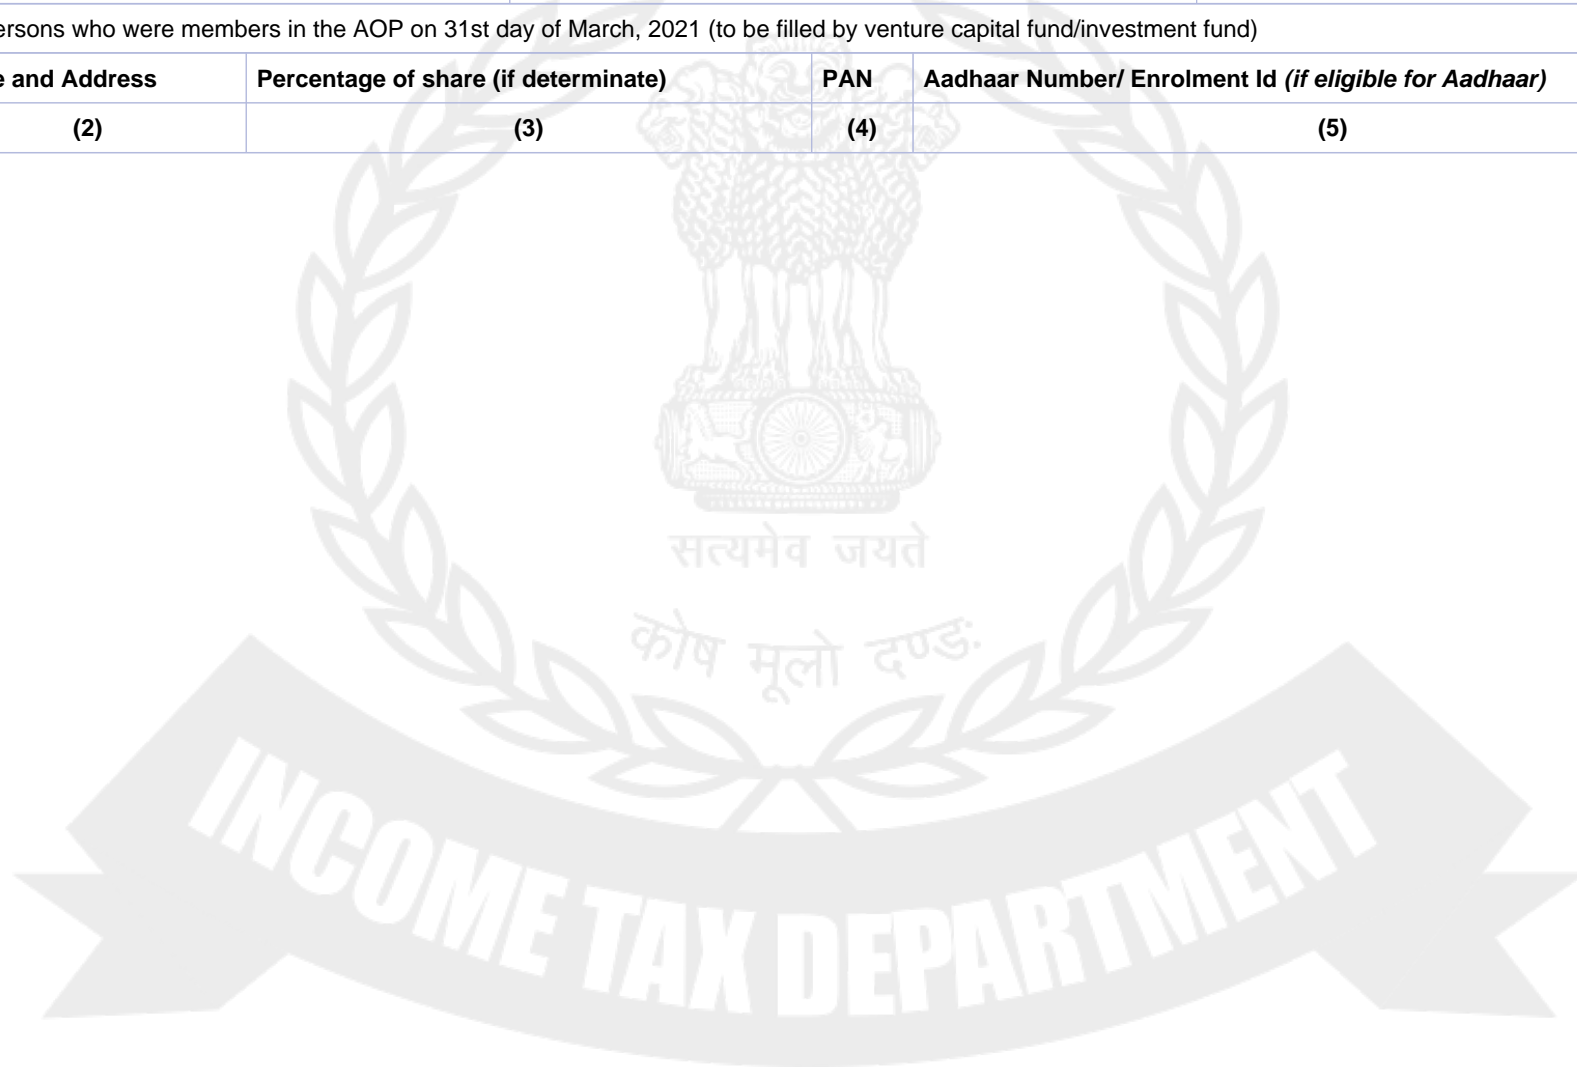 ersons who were members in the AOP on 31st day of March, 2021 (to be filled by venture capital fund/investment fund)
e and Address Percentage of share (if determinate) PAN Aadhaar Number/ Enrolment Id (if eligible for Aadhaar)
(2) (3) (4) (5)
सत्यमेव जयते
कोष मूलो दण्डः
INCOME TAX DEPARTMENT